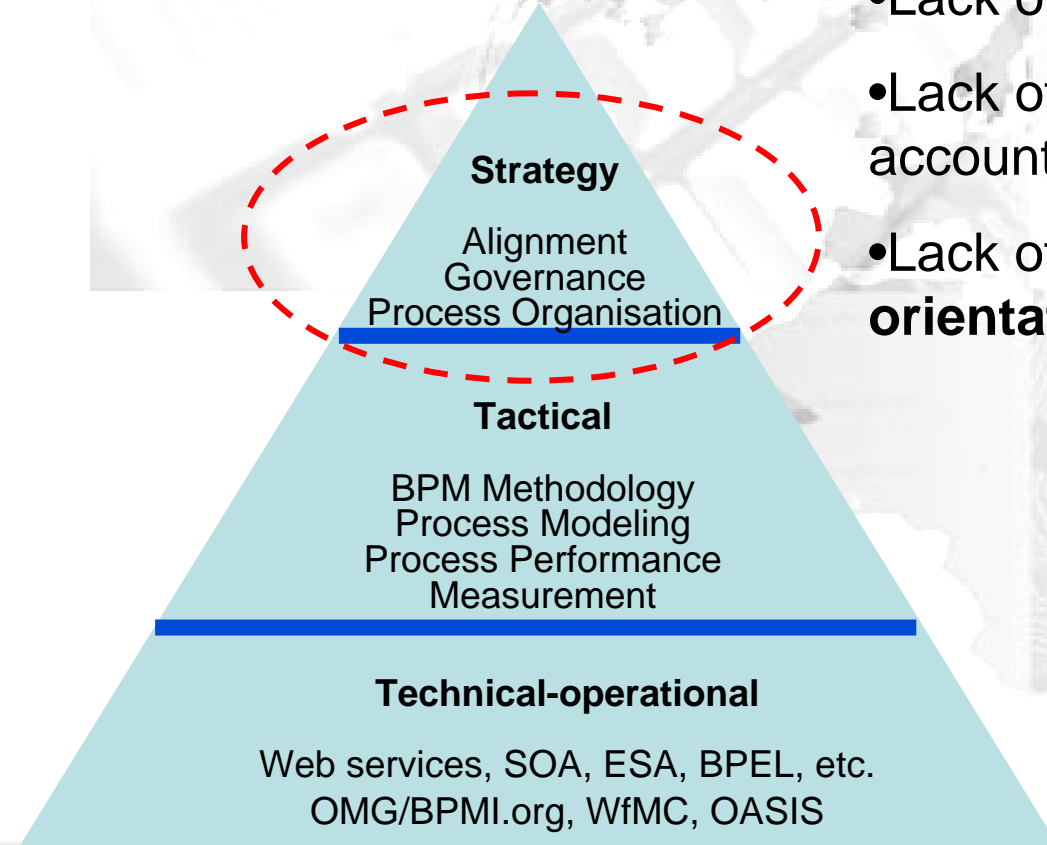 Strategy
Alignment
Governance
Process Organisation
Tactical
BPM Methodology
Process Modeling
Process Performance
Measurement
Technical-operational
Web services, SOA, ESA, BPEL, etc.
OMG/BPMI.org, WfMC, OASIS
•Lack of
•Lack of
•Lack of